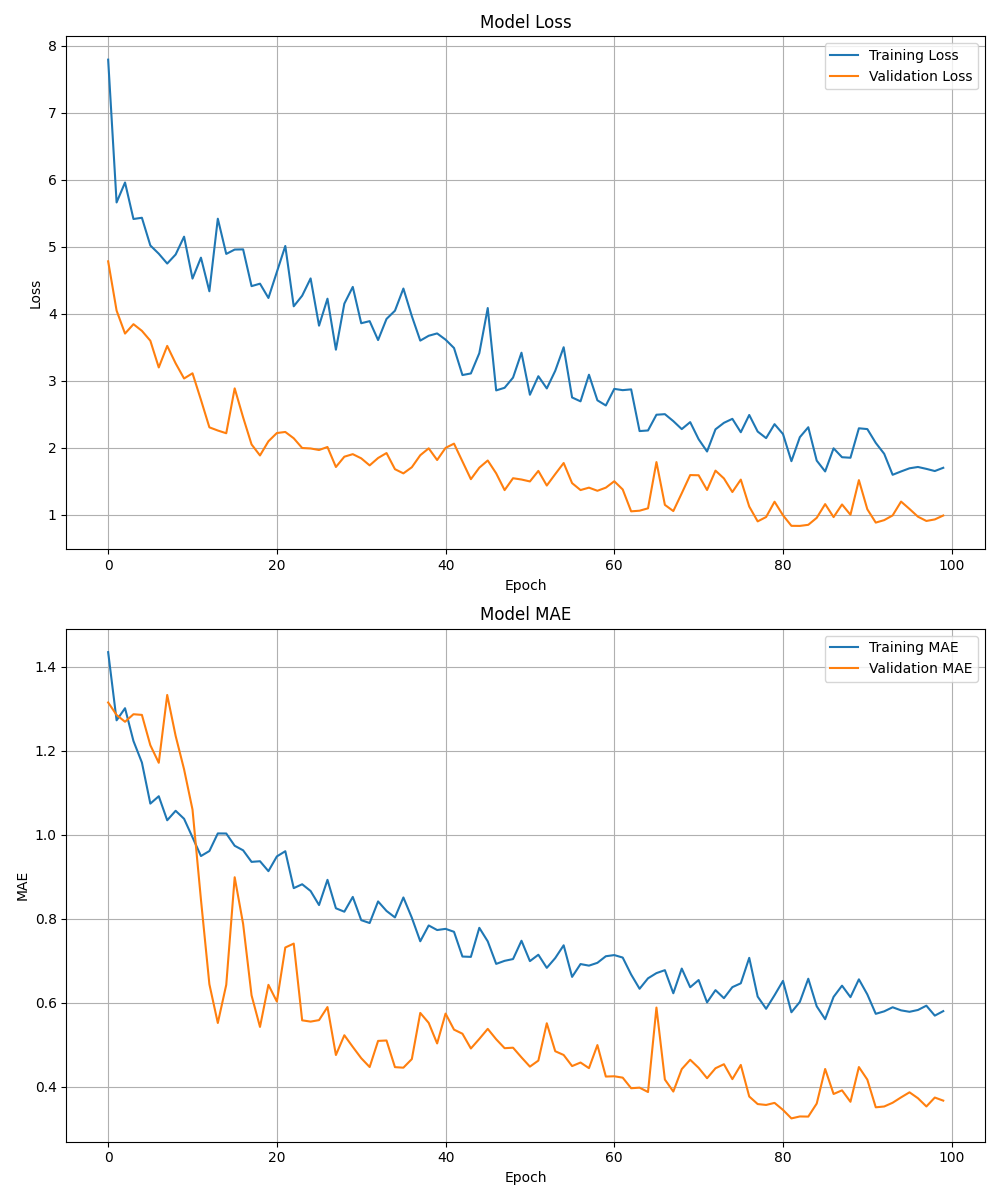 Model Loss
8
7
6
5
4
3
2
1
Loss
Training Loss
Validation Loss
0 20 40 60 80 100
Epoch
Model MAE
1.4
1.2
1.0
0.8
0.6
0.4
MAE
Training MAE
Validation MAE
0 20 40 60 80 100
Epoch